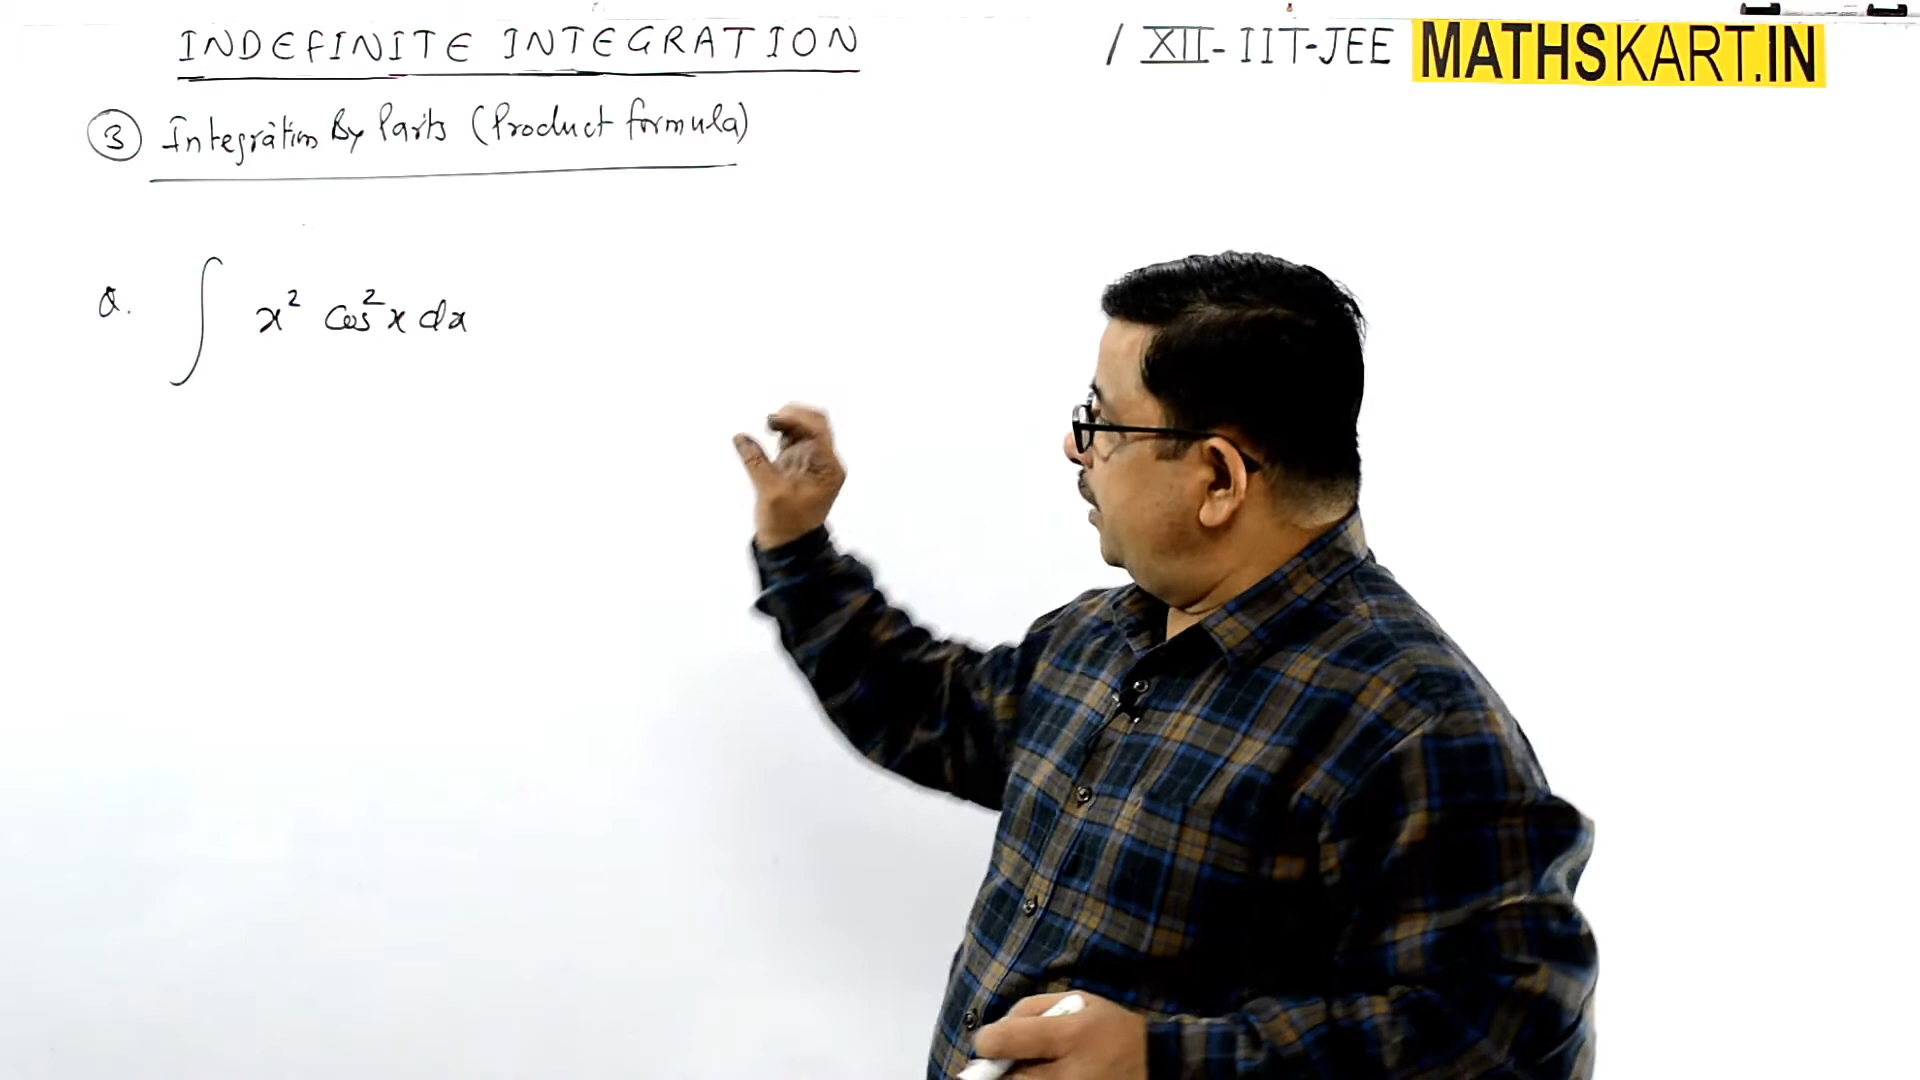 INDEFINITE INTEGRATION / XII-IIT-JEE MATHSKART.IN
③ Integration By Parts (Product formula)
Q. ∫ x² cos²x dx